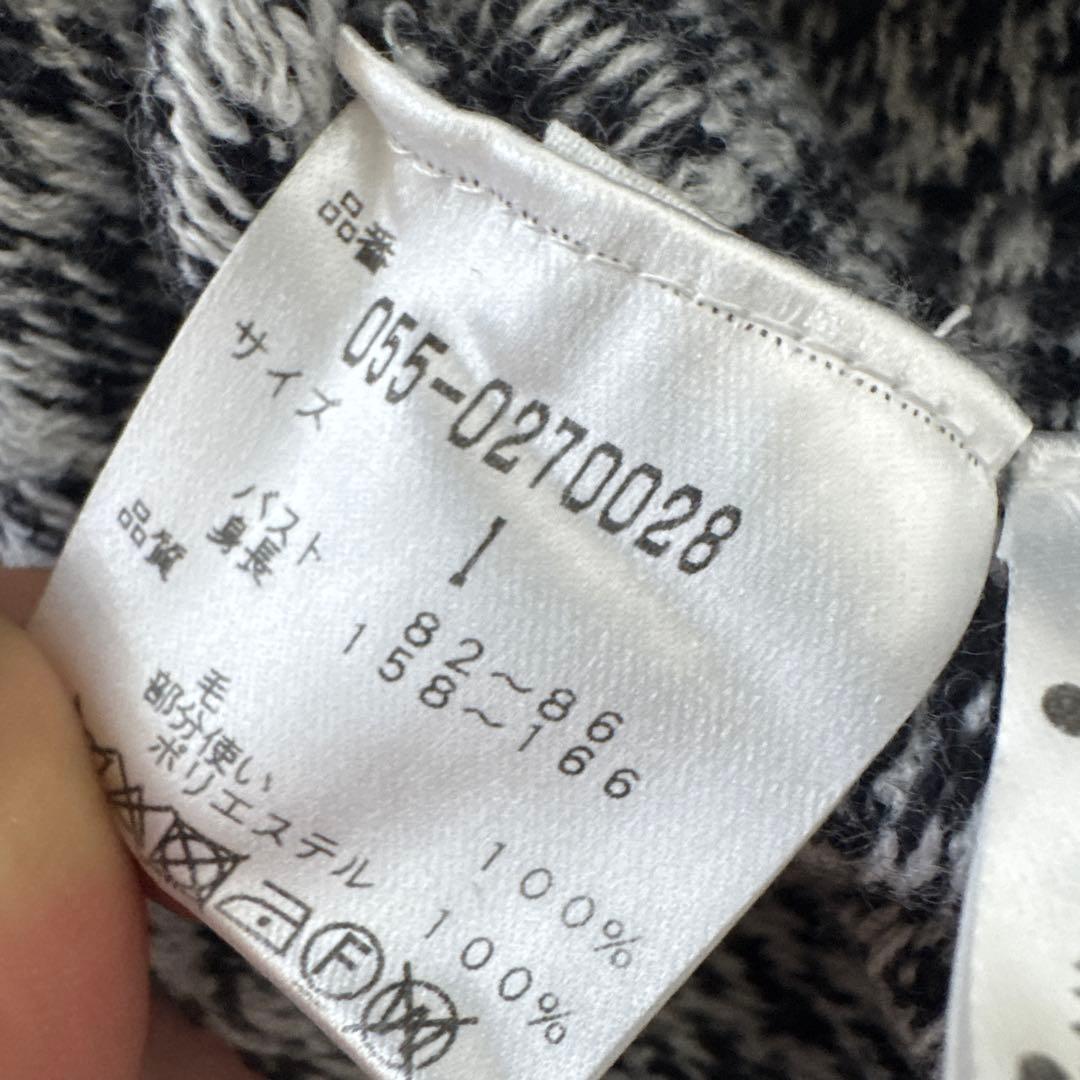 品番
055-0270028
サイズ 1
バスト 82~86
身長 158~166
品質
毛 100%
部分使い
ポリエステル 100%
F
W